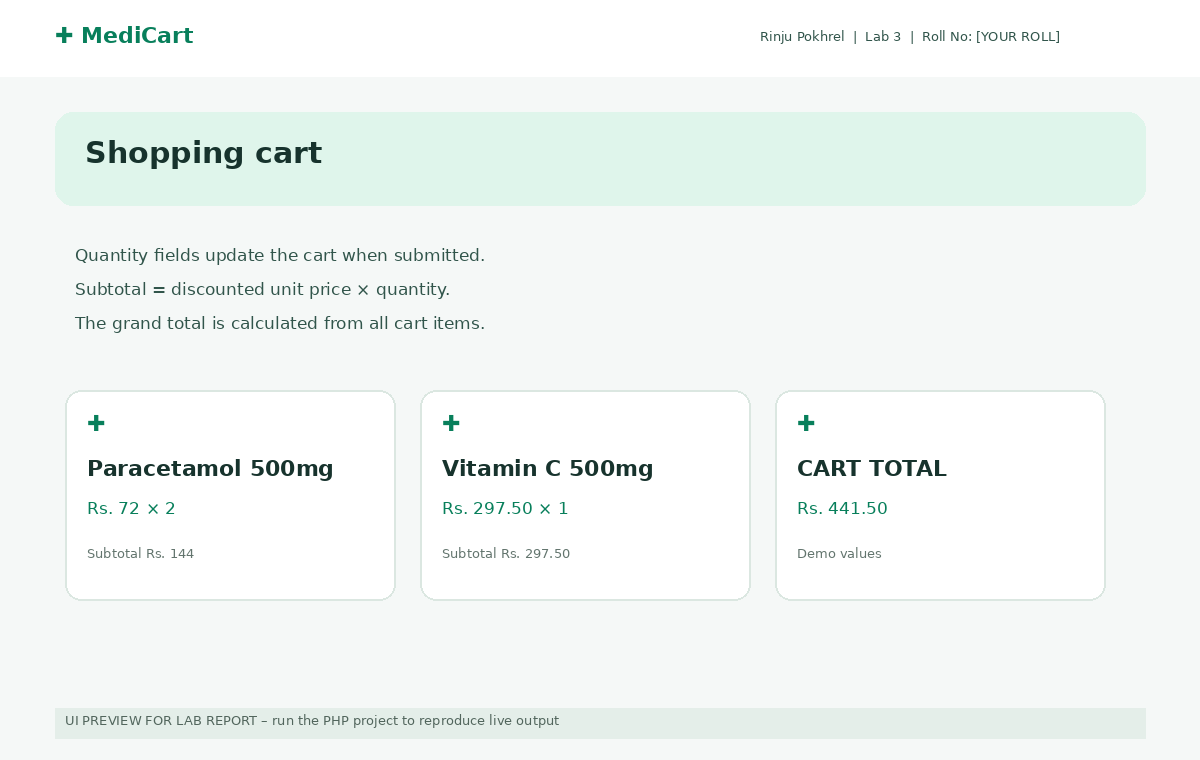 ✚ MediCart
Rinju Pokhrel | Lab 3 | Roll No: [YOUR ROLL]
Shopping cart
Quantity fields update the cart when submitted.
Subtotal = discounted unit price × quantity.
The grand total is calculated from all cart items.
✚
Paracetamol 500mg
Rs. 72 × 2
Subtotal Rs. 144
✚
Vitamin C 500mg
Rs. 297.50 × 1
Subtotal Rs. 297.50
✚
CART TOTAL
Rs. 441.50
Demo values
UI PREVIEW FOR LAB REPORT – run the PHP project to reproduce live output